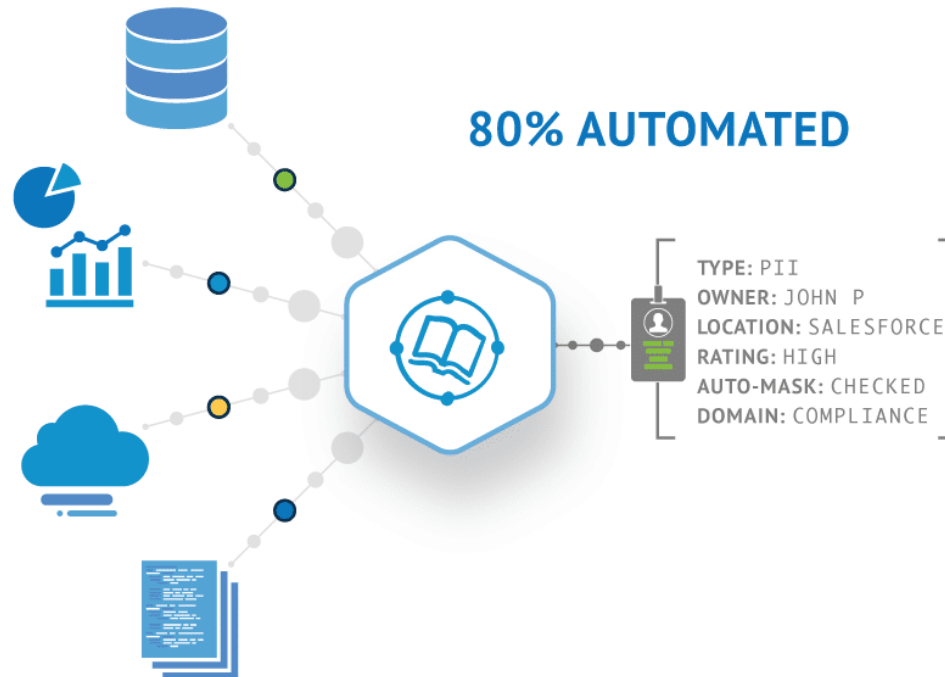 80% AUTOMATED
TYPE: PII
OWNER: JOHN P
LOCATION: SALESFORCE
RATING: HIGH
AUTO-MASK: CHECKED
DOMAIN: COMPLIANCE